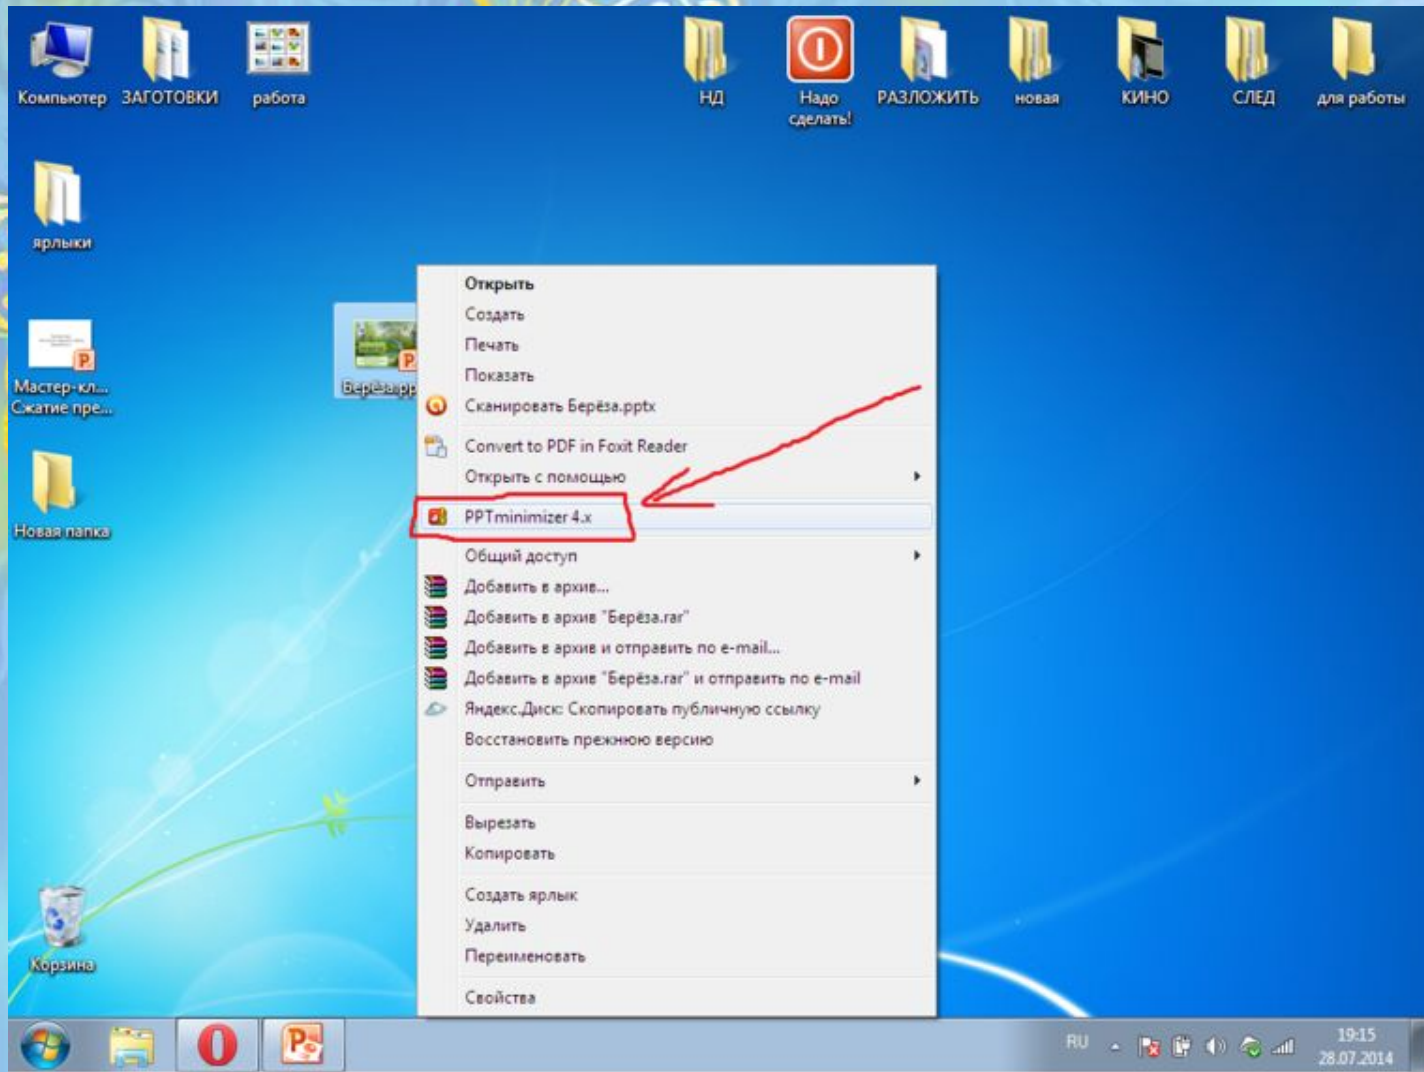 Компьютер
ЗАГОТОВКИ
работа
НД
Надо
сделать!
РАЗЛОЖИТЬ
новая
КИНО
СЛЕД
для работы
ярлыки
Мастер-кл...
Сжатие пре...
Берёза.pp
Новая папка
Корзина
Открыть
Создать
Печать
Показать
Сканировать Берёза.pptx
Convert to PDF in Foxit Reader
Открыть с помощью
PPTminimizer 4.x
Общий доступ
Добавить в архив...
Добавить в архив "Берёза.rar"
Добавить в архив и отправить по e-mail...
Добавить в архив "Берёза.rar" и отправить по e-mail
Яндекс.Диск: Скопировать публичную ссылку
Восстановить прежнюю версию
Отправить
Вырезать
Копировать
Создать ярлык
Удалить
Переименовать
Свойства
RU
19:15
28.07.2014